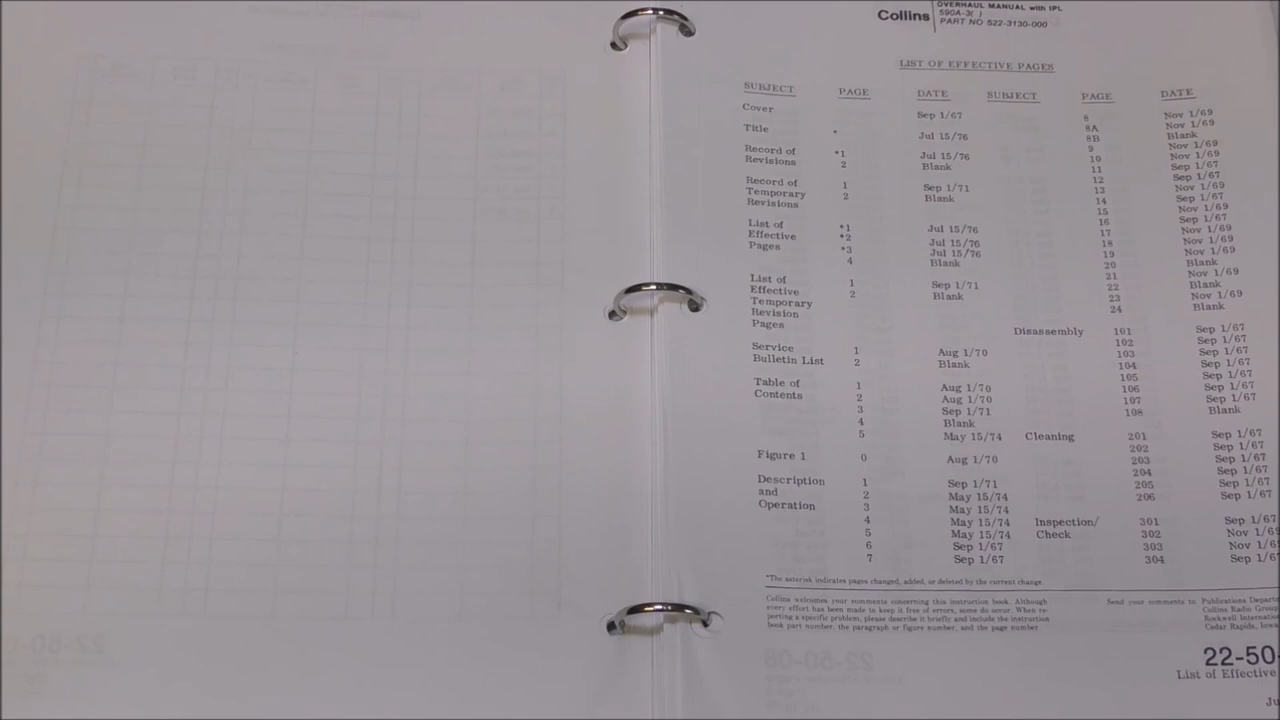 Collins
OVERHAUL MANUAL with IPL
590A-3( )
PART NO 522-3130-000
LIST OF EFFECTIVE PAGES
SUBJECT PAGE DATE
Cover Sep 1/67
Title * Jul 15/76
Record of *1 Jul 15/76
Revisions 2 Blank
Record of 1 Sep 1/71
Temporary 2 Blank
Revisions
List of *1 Jul 15/76
Effective *2 Jul 15/76
Pages *3 Jul 15/76
4 Blank
List of 1 Sep 1/71
Effective 2 Blank
Temporary
Revision
Pages
Service 1 Aug 1/70
Bulletin List 2 Blank
Table of 1 Aug 1/70
Contents 2 Aug 1/70
3 Sep 1/71
4 Blank
5 May 15/74
Figure 1 0 Aug 1/70
Description 1 Sep 1/71
and 2 May 15/74
Operation 3 May 15/74
4 May 15/74
5 May 15/74
6 Sep 1/67
7 Sep 1/67
SUBJECT PAGE DATE
8 Nov 1/69
8A Nov 1/69
8B Blank
9 Nov 1/69
10 Nov 1/69
11 Sep 1/67
12 Sep 1/67
13 Nov 1/69
14 Sep 1/67
15 Nov 1/69
16 Sep 1/67
17 Nov 1/69
18 Nov 1/69
19 Nov 1/69
20 Blank
21 Nov 1/69
22 Blank
23 Nov 1/69
24 Blank
Disassembly 101 Sep 1/67
102 Sep 1/67
103 Sep 1/67
104 Sep 1/67
105 Sep 1/67
106 Sep 1/67
107 Sep 1/67
108 Blank
Cleaning 201 Sep 1/67
202 Sep 1/67
203 Sep 1/67
204 Sep 1/67
205 Sep 1/67
206 Sep 1/67
Inspection/ 301 Sep 1/67
Check 302 Nov 1/6
303 Nov 1/6
304 Sep 1/6
*The asterisk indicates pages changed, added, or deleted by the current change.
Collins welcomes your comments concerning this instruction book. Although
every effort has been made to keep it free of errors, some do occur. When re-
porting a specific problem, please describe it briefly and include the instruction
book part number, the paragraph or figure number, and the page number.
Send your comments to: Publications Depart
Collins Radio Group
Rockwell Internation
Cedar Rapids, Iowa
22-50-
List of Effective
Ju